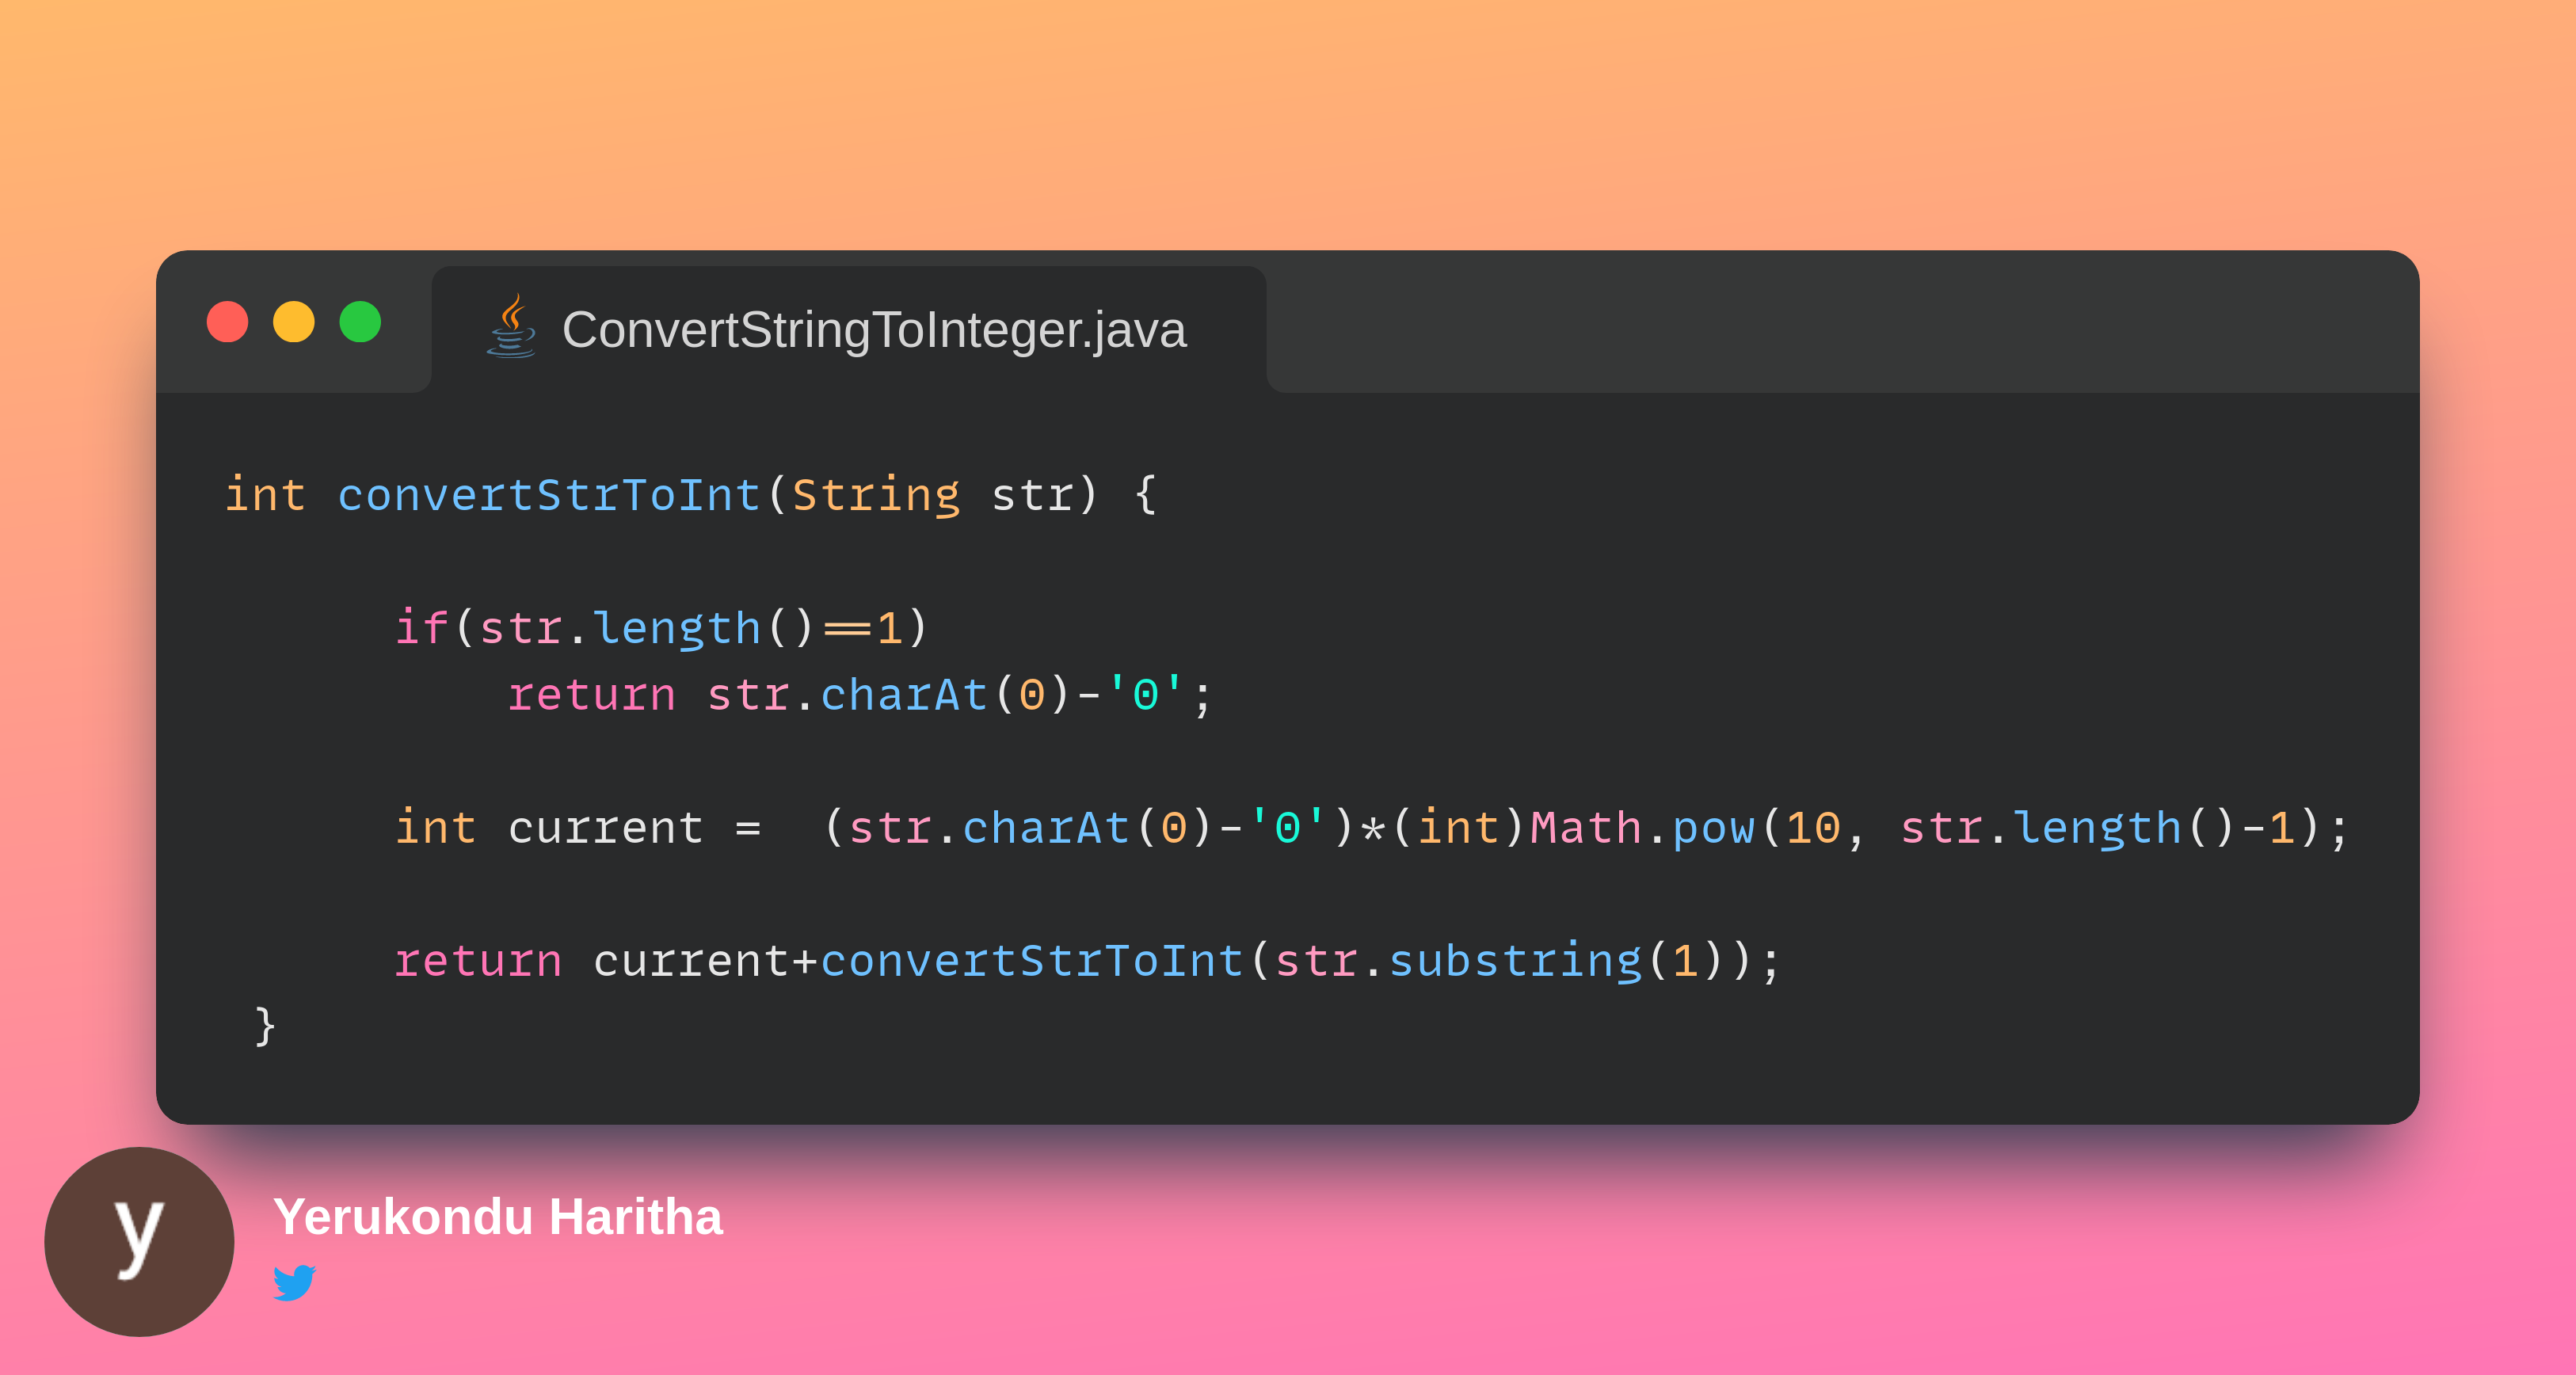 ConvertStringToInteger.java
int convertStrToInt(String str) {
if(str.length()==1)
return str.charAt(0)-'0';
int current =  (str.charAt(0)-'0')*(int)Math.pow(10, str.length()-1);
return current+convertStrToInt(str.substring(1));
}
y
Yerukondu Haritha